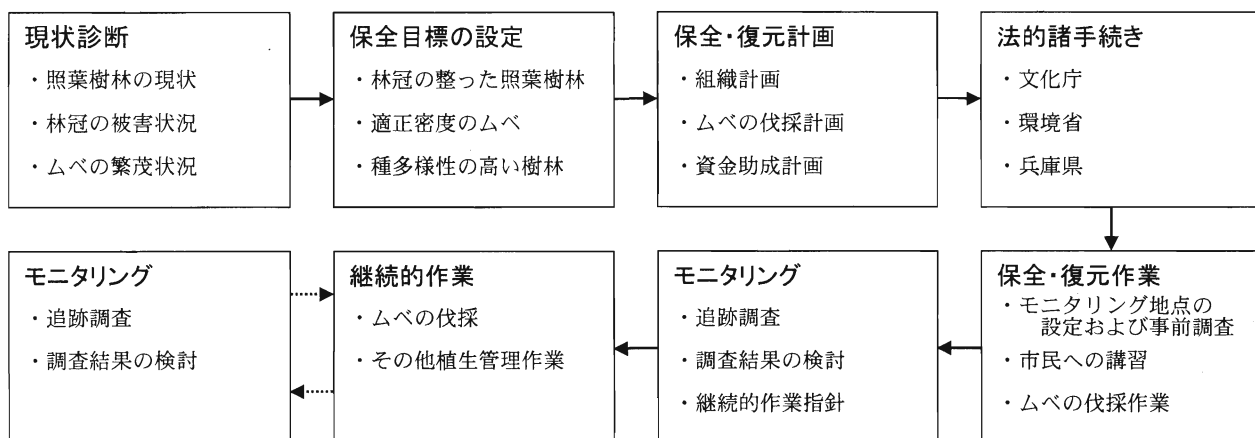 現状診断
・照葉樹林の現状
・林冠の被害状況
・ムベの繁茂状況
保全目標の設定
・林冠の整った照葉樹林
・適正密度のムベ
・種多様性の高い樹林
保全・復元計画
・組織計画
・ムベの伐採計画
・資金助成計画
法的諸手続き
・文化庁
・環境省
・兵庫県
保全・復元作業
・モニタリング地点の
設定および事前調査
・市民への講習
・ムベの伐採作業
モニタリング
・追跡調査
・調査結果の検討
・継続的作業指針
継続的作業
・ムベの伐採
・その他植生管理作業
モニタリング
・追跡調査
・調査結果の検討